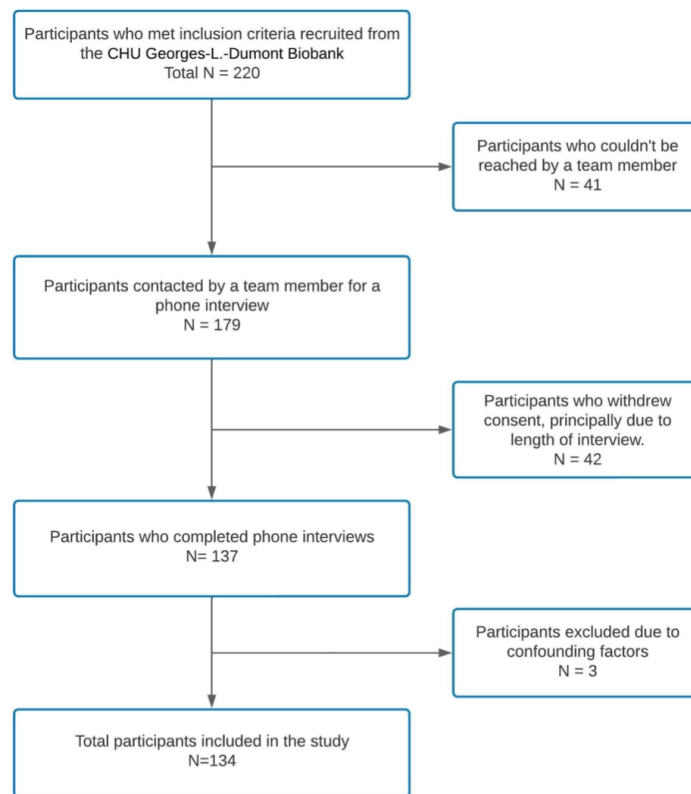 Participants who met inclusion criteria recruited from
the CHU Georges-L.-Dumont Biobank
Total N = 220
Participants who couldn't be
reached by a team member
N = 41
Participants contacted by a team member for a
phone interview
N = 179
Participants who withdrew
consent, principally due to
length of interview.
N = 42
Participants who completed phone interviews
N= 137
Participants excluded due to
confounding factors
N = 3
Total participants included in the study
N=134